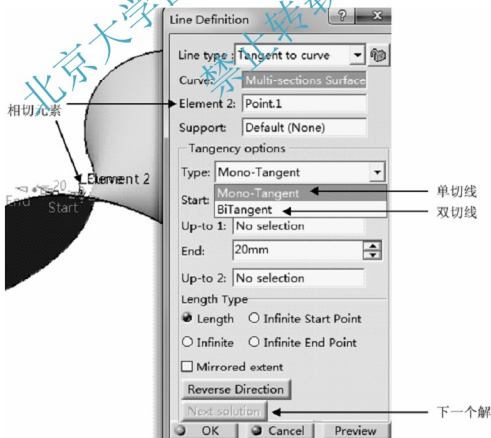 Line Definition
Line type : Tangent to curve
Curve: Multi-sections Surface
Element 2: Point.1
相切元素
Support: Default (None)
Tangency options
Type: Mono-Tangent
Mono-Tangent
单切线
BiTangent
双切线
Start:
Up-to 1: No selection
End: 20mm
Up-to 2: No selection
Length Type
Length
Infinite Start Point
Infinite
Infinite End Point
Mirrored extent
Reverse Direction
Next solution
下一个解
OK
Cancel
Preview
Element 2
20
End
Start
北京大学
禁止转载